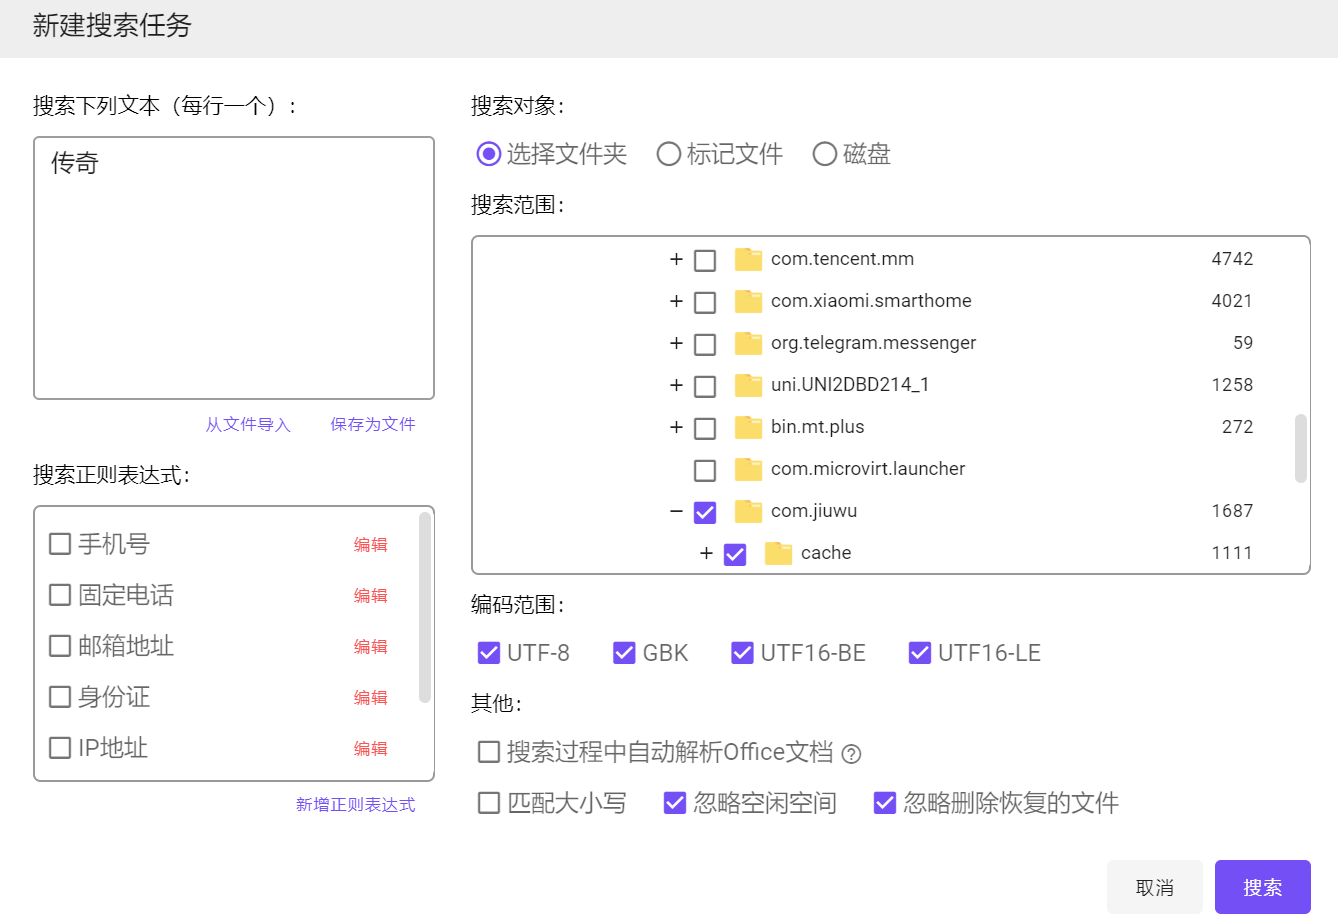 新建搜索任务
搜索下列文本（每行一个）:
传奇
从文件导入 保存为文件
搜索正则表达式:
手机号 编辑
固定电话 编辑
邮箱地址 编辑
身份证 编辑
IP地址 编辑
新增正则表达式
搜索对象:
选择文件夹 标记文件 磁盘
搜索范围:
+ com.tencent.mm 4742
+ com.xiaomi.smarthome 4021
+ org.telegram.messenger 59
+ uni.UNI2DBD214_1 1258
+ bin.mt.plus 272
com.microvirt.launcher
− com.jiuwu 1687
+ cache 1111
编码范围:
UTF-8 GBK UTF16-BE UTF16-LE
其他:
搜索过程中自动解析Office文档 ?
匹配大小写 忽略空闲空间 忽略删除恢复的文件
取消 搜索